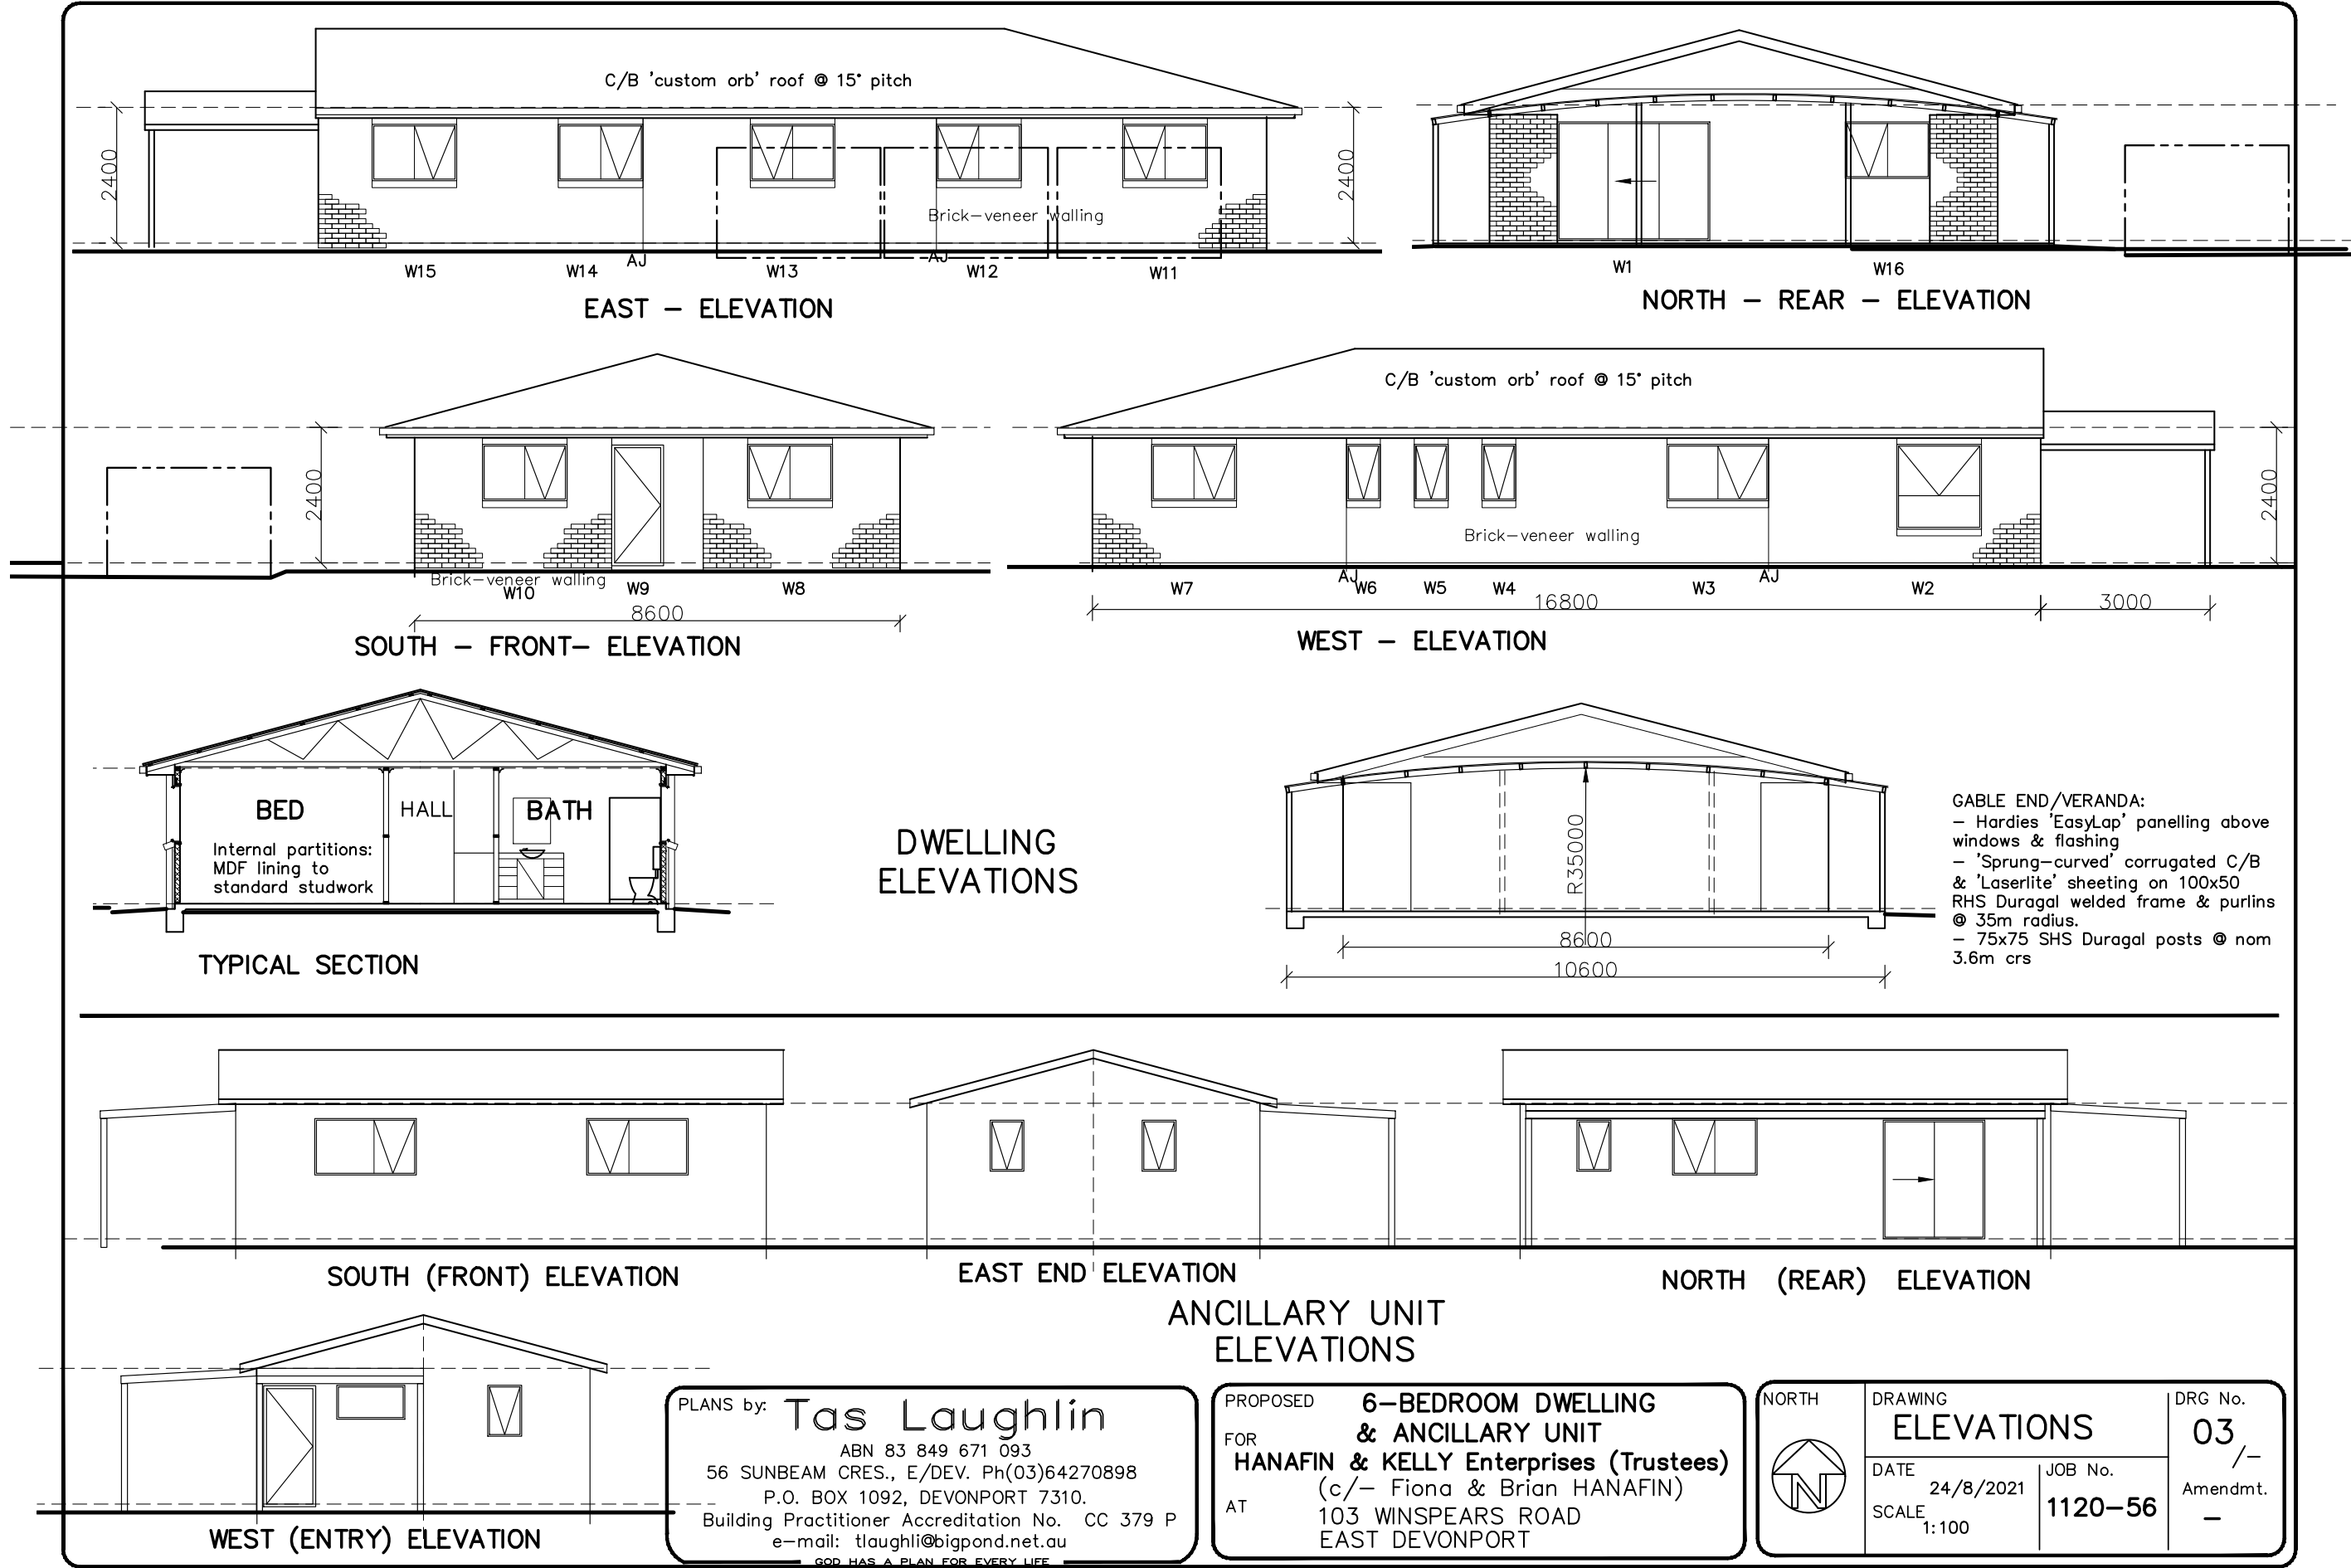 C/B 'custom orb' roof @ 15° pitch
2400
2400
Brick-veneer walling
AJ
AJ
W15
W14
W13
W12
W11
EAST - ELEVATION
W1
W16
NORTH - REAR - ELEVATION
2400
Brick-veneer walling
W10
W9
W8
8600
SOUTH - FRONT- ELEVATION
C/B 'custom orb' roof @ 15° pitch
2400
Brick-veneer walling
AJ
AJ
W7
W6
W5
W4
W3
W2
16800
3000
WEST - ELEVATION
BED
HALL
BATH
Internal partitions:
MDF lining to
standard studwork
TYPICAL SECTION
DWELLING
ELEVATIONS
R35000
8600
10600
GABLE END/VERANDA:
- Hardies 'EasyLap' panelling above
windows & flashing
- 'Sprung-curved' corrugated C/B
& 'Laserlite' sheeting on 100x50
RHS Duragal welded frame & purlins
@ 35m radius.
- 75x75 SHS Duragal posts @ nom
3.6m crs
SOUTH (FRONT) ELEVATION
EAST END ELEVATION
NORTH (REAR) ELEVATION
ANCILLARY UNIT
ELEVATIONS
WEST (ENTRY) ELEVATION
PLANS by: Tas Laughlin
ABN 83 849 671 093
56 SUNBEAM CRES., E/DEV. Ph(03)64270898
P.O. BOX 1092, DEVONPORT 7310.
Building Practitioner Accreditation No. CC 379 P
e-mail: tlaughli@bigpond.net.au
GOD HAS A PLAN FOR EVERY LIFE
PROPOSED 6-BEDROOM DWELLING
& ANCILLARY UNIT
FOR
HANAFIN & KELLY Enterprises (Trustees)
(c/- Fiona & Brian HANAFIN)
AT 103 WINSPEARS ROAD
EAST DEVONPORT
NORTH
N
DRAWING
ELEVATIONS
DATE
24/8/2021
SCALE
1:100
JOB No.
1120-56
DRG No.
03
/-
Amendmt.
-